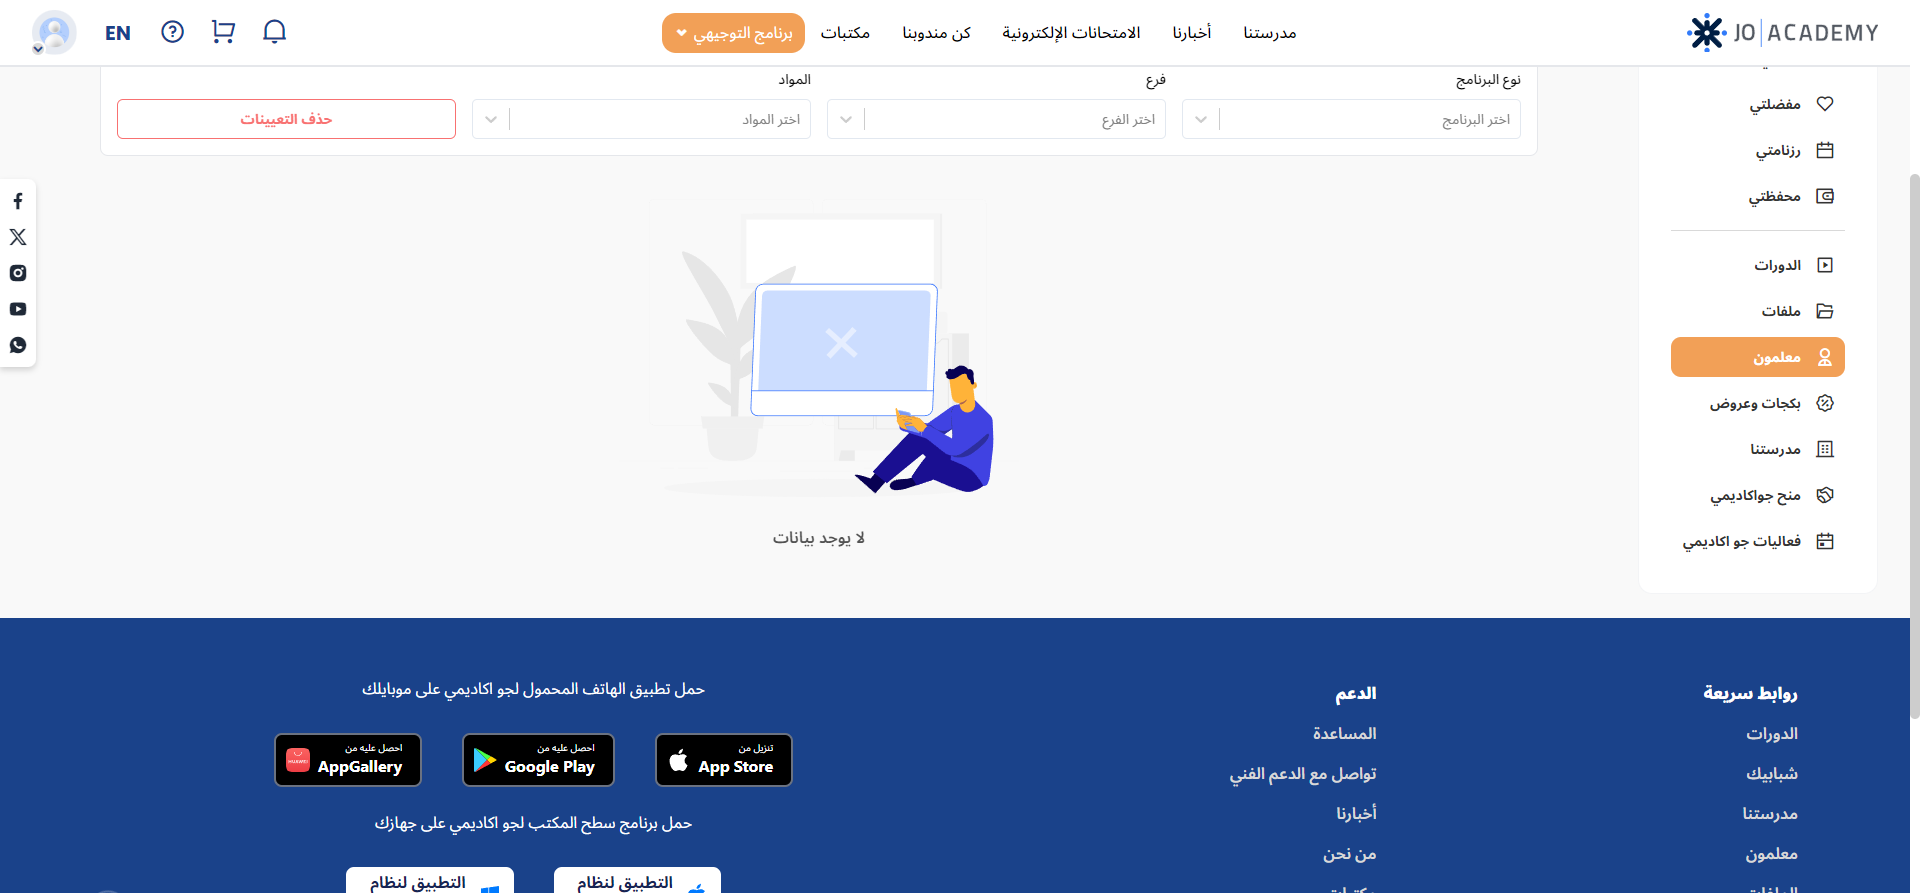 JO ACADEMY
مدرستنا
أخبارنا
الامتحانات الإلكترونية
كن مندوبنا
مكتبات
برنامج التوجيهي
EN
مفضلتي
رزنامتي
محفظتي
الدورات
ملفات
معلمون
بكجات وعروض
مدرستنا
منح جواكاديمي
فعاليات جو اكاديمي
نوع البرنامج
فرع
المواد
اختر البرنامج
اختر الفرع
اختر المواد
حذف التعيينات
لا يوجد بيانات
روابط سريعة
الدورات
شبابيك
مدرستنا
معلمون
الدعم
المساعدة
تواصل مع الدعم الفني
أخبارنا
من نحن
حمل تطبيق الهاتف المحمول لجو اكاديمي على موبايلك
تنزيل من
App Store
احصل عليه من
Google Play
احصل عليه من
AppGallery
HUAWEI
حمل برنامج سطح المكتب لجو اكاديمي على جهازك
التطبيق لنظام
التطبيق لنظام